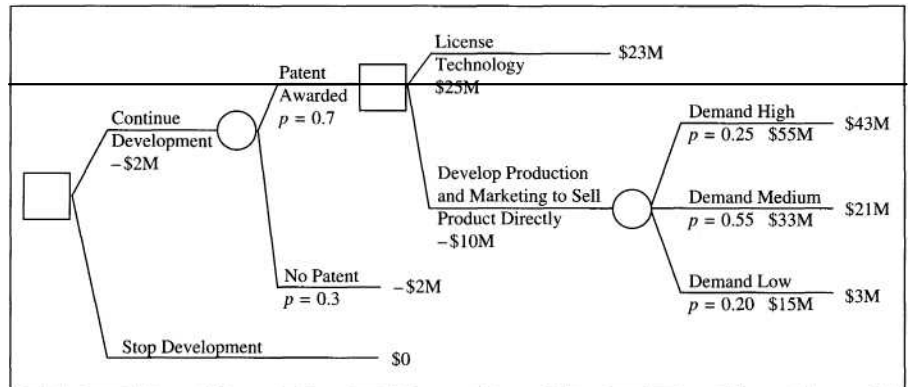 License
Technology
$25M
$23M
Patent
Awarded
p = 0.7
Continue
Development
–$2M
Demand High
p = 0.25 $55M
$43M
Develop Production
and Marketing to Sell
Product Directly
–$10M
Demand Medium
p = 0.55 $33M
$21M
Demand Low
p = 0.20 $15M
$3M
No Patent
p = 0.3
–$2M
Stop Development
$0